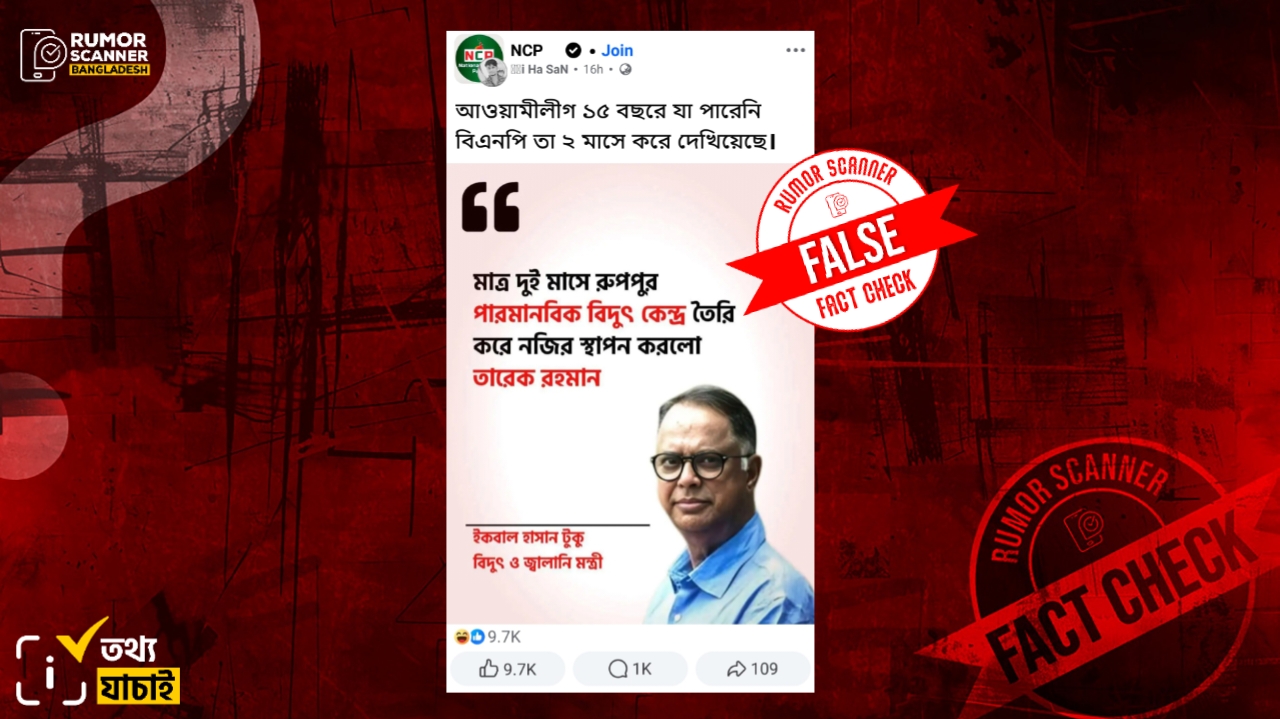 RUMOR
SCANNER
BANGLADESH
NCP • Join
i Ha SaN • 16h •
আওয়ামীলীগ ১৫ বছরে যা পারেনি
বিএনপি তা ২ মাসে করে দেখিয়েছে।
মাত্র দুই মাসে রুপপুর
পারমানবিক বিদুৎ কেন্দ্র তৈরি
করে নজির স্থাপন করলো
তারেক রহমান
ইকবাল হাসান টুকু
বিদুৎ ও জ্বালানি মন্ত্রী
9.7K
9.7K 1K 109
RUMOR SCANNER
FALSE
FACT CHECK
RUMOR SCANNER
FACT CHECK
তথ্য
যাচাই